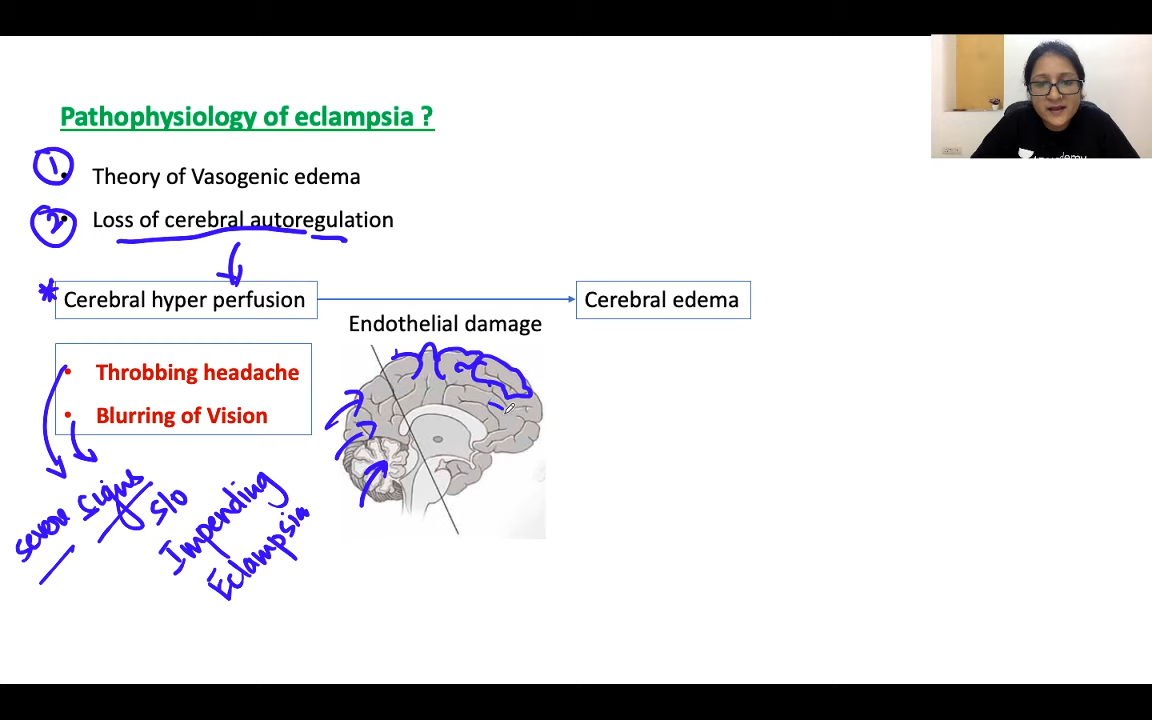 Pathophysiology of eclampsia ?
1
• Theory of Vasogenic edema
2
• Loss of cerebral autoregulation
* Cerebral hyper perfusion
Cerebral edema
Endothelial damage
• Throbbing headache
• Blurring of Vision
severe signs
s/o
Impending
Eclampsia